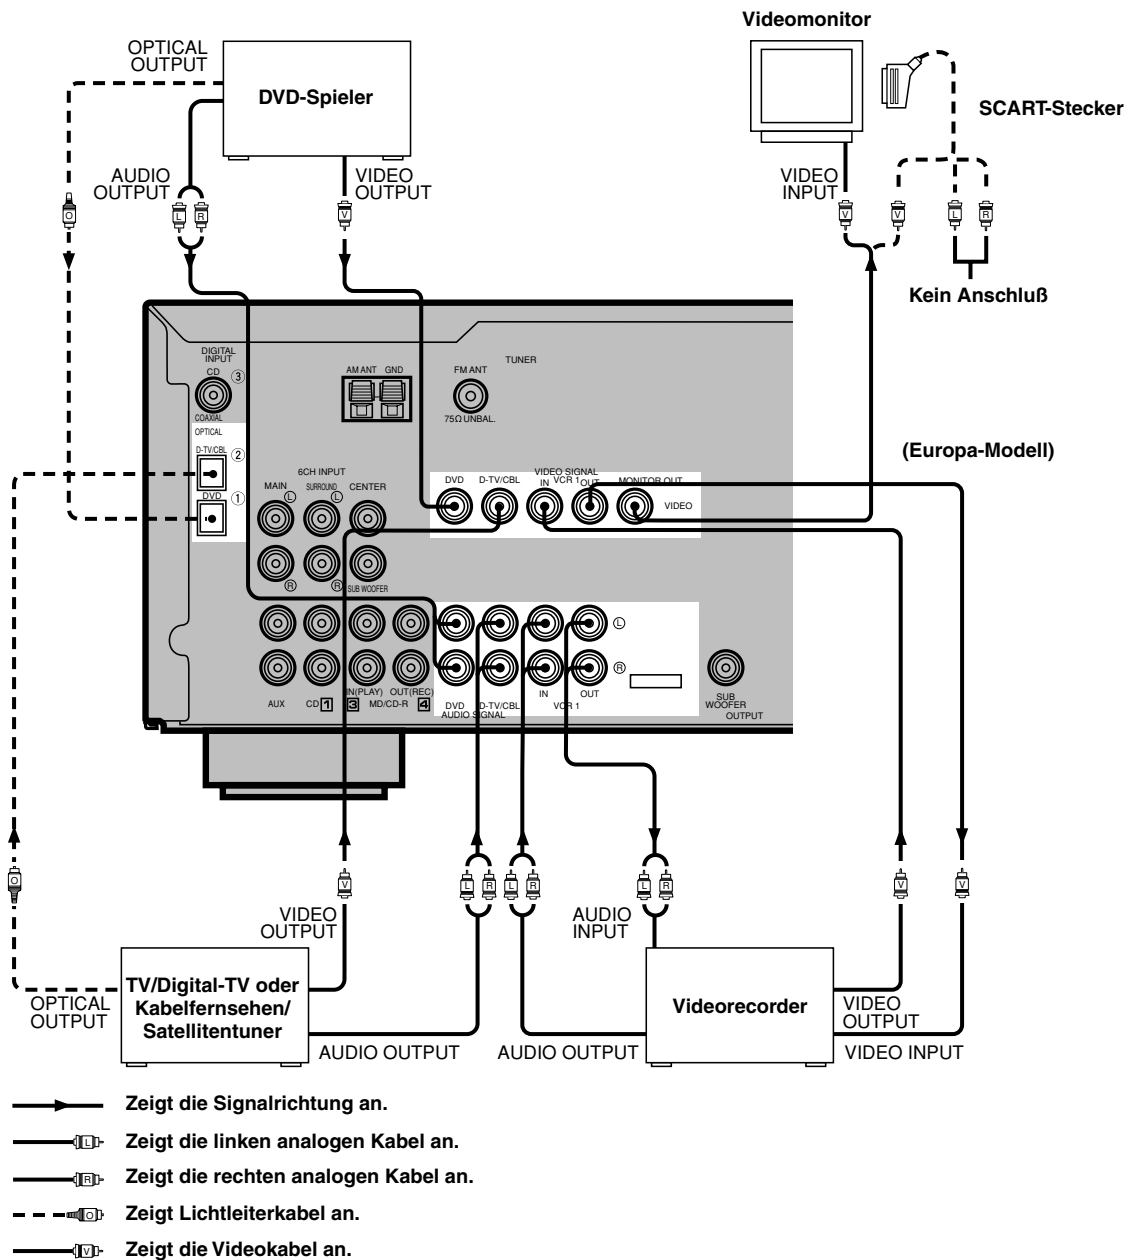 Videomonitor
OPTICAL
OUTPUT
DVD-Spieler
SCART-Stecker
AUDIO
OUTPUT
VIDEO
OUTPUT
VIDEO
INPUT
O
L
R
V
V
V
L
R
Kein Anschluß
DIGITAL
INPUT
CD
③
COAXIAL
OPTICAL
D-TV/CBL
②
DVD
①
AM ANT
GND
FM ANT
TUNER
75Ω UNBAL.
(Europa-Modell)
6CH INPUT
MAIN
L
SURROUND
L
CENTER
R
R
SUB WOOFER
VIDEO SIGNAL
DVD
D-TV/CBL
IN
VCR 1
OUT
MONITOR OUT
VIDEO
L
R
AUX
CD
1
IN(PLAY)
3
MD/CD-R
OUT(REC)
4
DVD
D-TV/CBL
AUDIO SIGNAL
IN
VCR 1
OUT
SUB
WOOFER
OUTPUT
O
V
L
R
L
R
L
R
V
V
VIDEO
OUTPUT
AUDIO
INPUT
OPTICAL
OUTPUT
TV/Digital-TV oder
Kabelfernsehen/
Satellitentuner
Videorecorder
VIDEO
OUTPUT
AUDIO OUTPUT
AUDIO OUTPUT
VIDEO INPUT
Zeigt die Signalrichtung an.
L
Zeigt die linken analogen Kabel an.
R
Zeigt die rechten analogen Kabel an.
O
Zeigt Lichtleiterkabel an.
V
Zeigt die Videokabel an.